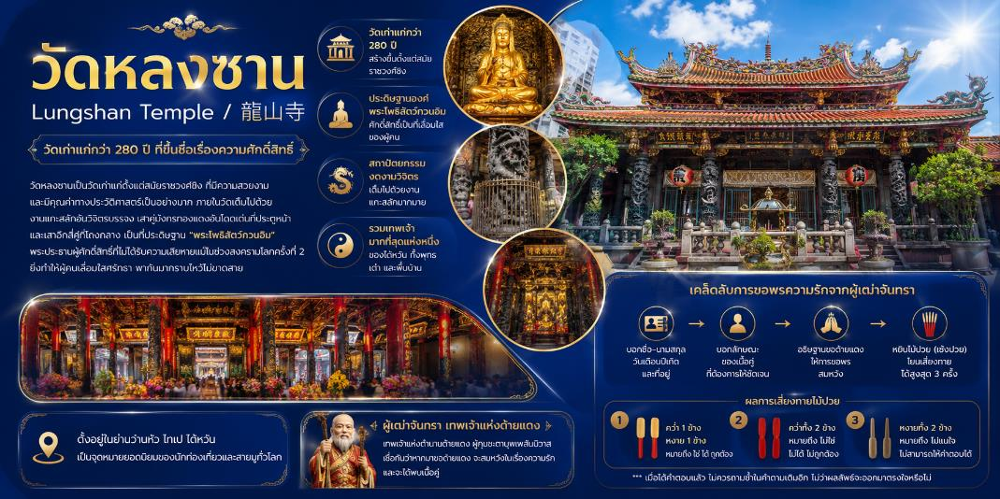 วัดหลงซาน
Lungshan Temple / 龍山寺
วัดเก่าแก่กว่า 280 ปี ที่ขึ้นชื่อเรื่องความศักดิ์สิทธิ์
วัดหลงซานเป็นวัดเก่าแก่ตั้งแต่สมัยราชวงศ์ชิง ที่มีความสวยงาม
และมีคุณค่าทางประวัติศาสตร์เป็นอย่างมาก ภายในวัดเต็มไปด้วย
งานแกะสลักอันวิจิตรบรรจง เสาคู่มังกรทองแดงอันโดดเด่นที่ประตูหน้า
และเสาอีกสี่คู่ที่โถงกลาง เป็นที่ประดิษฐาน "พระโพธิสัตว์กวนอิม"
พระประธานผู้ศักดิ์สิทธิ์ที่ไม่ได้รับความเสียหายแม้ในช่วงสงครามโลกครั้งที่ 2
ยิ่งทำให้ผู้คนเลื่อมใสศรัทธา พากันมากราบไหว้ไม่ขาดสาย
วัดเก่าแก่กว่า
280 ปี
สร้างขึ้นตั้งแต่สมัย
ราชวงศ์ชิง
ประดิษฐานองค์
พระโพธิสัตว์กวนอิม
ศักดิ์สิทธิ์เป็นที่เลื่อมใส
ของผู้คน
สถาปัตยกรรม
งดงามวิจิตร
เต็มไปด้วยงาน
แกะสลักมากมาย
รวมเทพเจ้า
มากที่สุดแห่งหนึ่ง
ของไต้หวัน ทั้งพุทธ
เต๋า และพื้นบ้าน
ตั้งอยู่ในย่านว่านหัว ไทเป ไต้หวัน
เป็นจุดหมายยอดนิยมของนักท่องเที่ยวและสายมูทั่วโลก
ผู้เฒ่าจันทรา เทพเจ้าแห่งด้ายแดง
เทพเจ้าแห่งตำนานด้ายแดง ผู้กุมชะตาบุพเพสันนิวาส
เชื่อกันว่าหากมาขอด้ายแดง จะสมหวังในเรื่องความรัก
และจะได้พบเนื้อคู่
เคล็ดลับการขอพรความรักจากผู้เฒ่าจันทรา
บอกชื่อ-นามสกุล
วันเดือนปีเกิด
และที่อยู่
บอกลักษณะ
ของเนื้อคู่
ที่ต้องการให้ชัดเจน
อธิษฐานขอด้ายแดง
ให้การขอพร
สมหวัง
หยิบไม้ปวย (เซ้งปวย)
โยนเสี่ยงทาย
ได้สูงสุด 3 ครั้ง
ผลการเสี่ยงทายไม้ปวย
1
คว่ำ 1 ข้าง
หงาย 1 ข้าง
หมายถึง ใช่ ได้ ถูกต้อง
2
คว่ำทั้ง 2 ข้าง
หมายถึง ไม่ใช่
ไม่ได้ ไม่ถูกต้อง
3
หงายทั้ง 2 ข้าง
หมายถึง ไม่แน่ใจ
ไม่สามารถให้คำตอบได้
*** เมื่อได้คำตอบแล้ว ไม่ควรถามซ้ำในคำถามเดิมอีก ไม่ว่าผลลัพธ์จะออกมาตรงใจหรือไม่